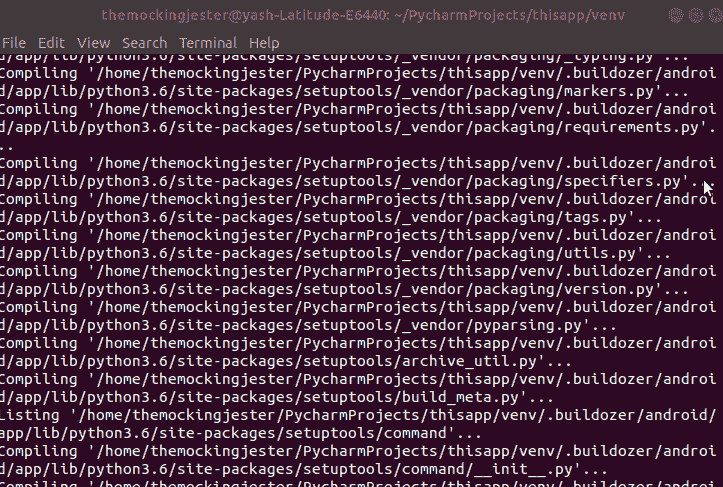 themockingjester@yash-Latitude-E6440: ~/PycharmProjects/thisapp/venv
File Edit View Search Terminal Help
d/app/lib/python3.6/site-packages/setuptools/_vendor/packaging/_typing.py'...
Compiling '/home/themockingjester/PycharmProjects/thisapp/venv/.buildozer/androi
d/app/lib/python3.6/site-packages/setuptools/_vendor/packaging/markers.py'...
Compiling '/home/themockingjester/PycharmProjects/thisapp/venv/.buildozer/androi
d/app/lib/python3.6/site-packages/setuptools/_vendor/packaging/requirements.py'.
..
Compiling '/home/themockingjester/PycharmProjects/thisapp/venv/.buildozer/androi
d/app/lib/python3.6/site-packages/setuptools/_vendor/packaging/specifiers.py'...
Compiling '/home/themockingjester/PycharmProjects/thisapp/venv/.buildozer/androi
d/app/lib/python3.6/site-packages/setuptools/_vendor/packaging/tags.py'...
Compiling '/home/themockingjester/PycharmProjects/thisapp/venv/.buildozer/androi
d/app/lib/python3.6/site-packages/setuptools/_vendor/packaging/utils.py'...
Compiling '/home/themockingjester/PycharmProjects/thisapp/venv/.buildozer/androi
d/app/lib/python3.6/site-packages/setuptools/_vendor/packaging/version.py'...
Compiling '/home/themockingjester/PycharmProjects/thisapp/venv/.buildozer/androi
d/app/lib/python3.6/site-packages/setuptools/_vendor/pyparsing.py'...
Compiling '/home/themockingjester/PycharmProjects/thisapp/venv/.buildozer/androi
d/app/lib/python3.6/site-packages/setuptools/archive_util.py'...
Compiling '/home/themockingjester/PycharmProjects/thisapp/venv/.buildozer/androi
d/app/lib/python3.6/site-packages/setuptools/build_meta.py'...
Listing '/home/themockingjester/PycharmProjects/thisapp/venv/.buildozer/android/
app/lib/python3.6/site-packages/setuptools/command'...
Compiling '/home/themockingjester/PycharmProjects/thisapp/venv/.buildozer/androi
d/app/lib/python3.6/site-packages/setuptools/command/__init__.py'...
Compiling '/home/themockingjester/PycharmProjects/thisapp/venv/.buildozer/androi